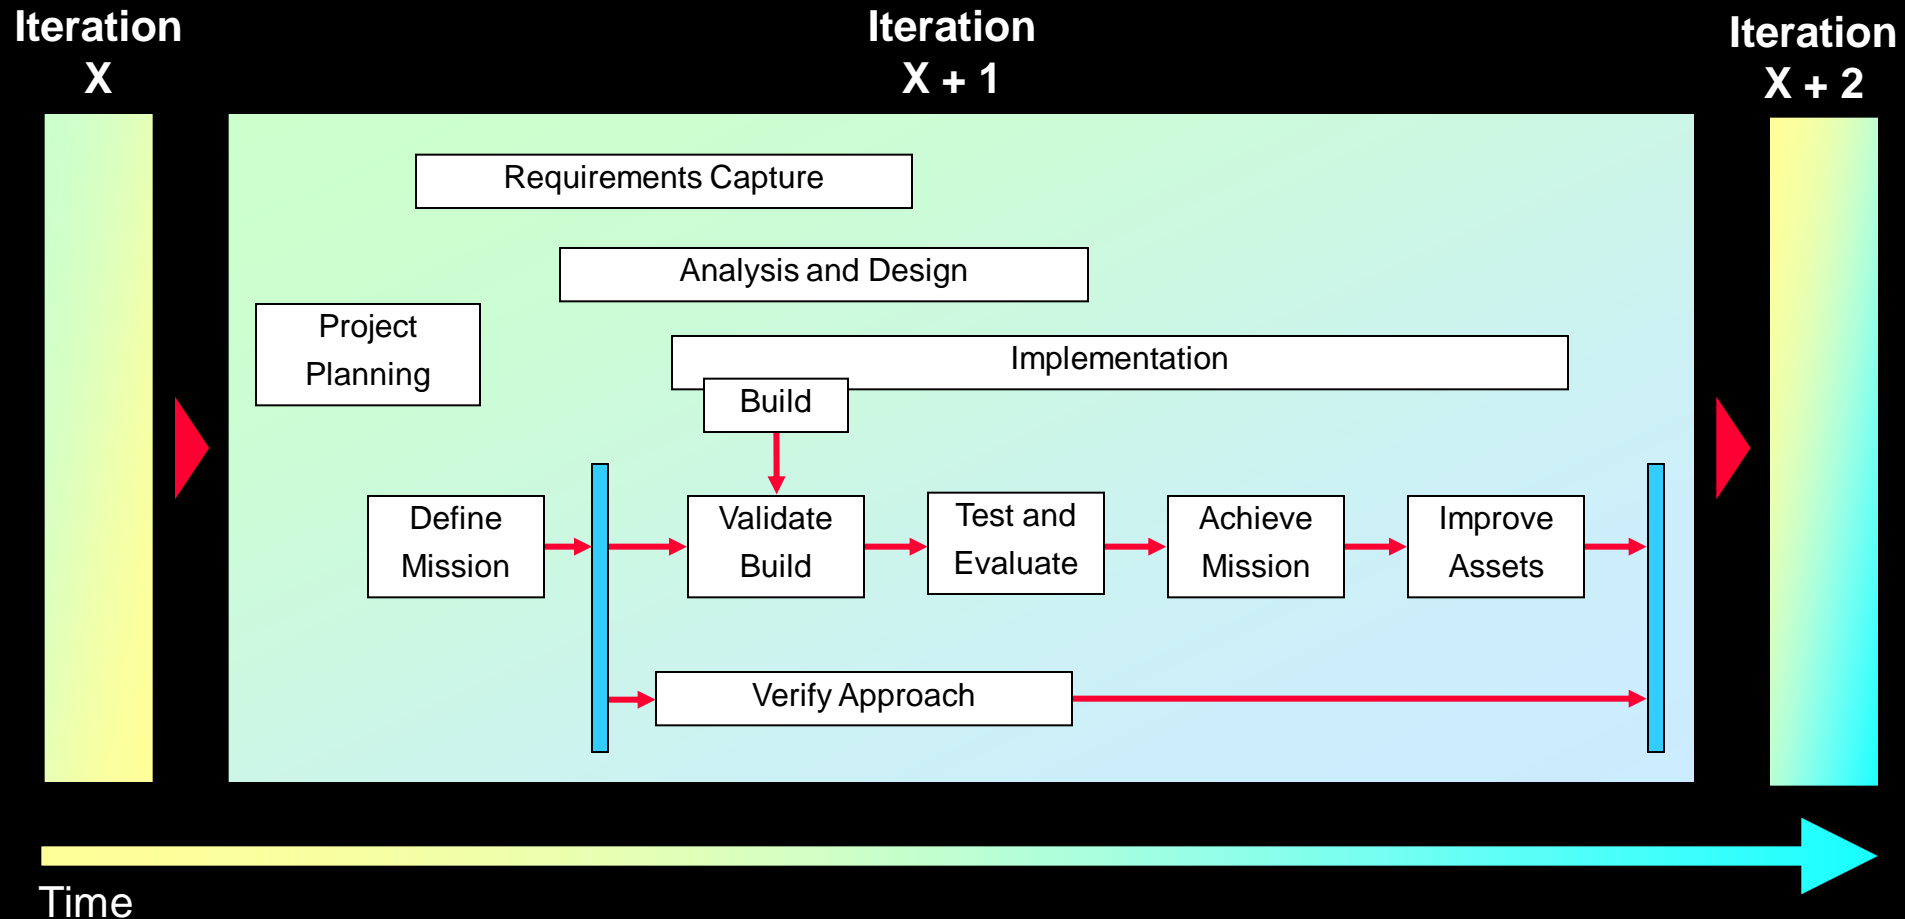 Iteration
X
Iteration
X + 1
Iteration
X + 2
Requirements Capture
Analysis and Design
Project
Planning
Implementation
Build
Define
Mission
Validate
Build
Test and
Evaluate
Achieve
Mission
Improve
Assets
Verify Approach
Time